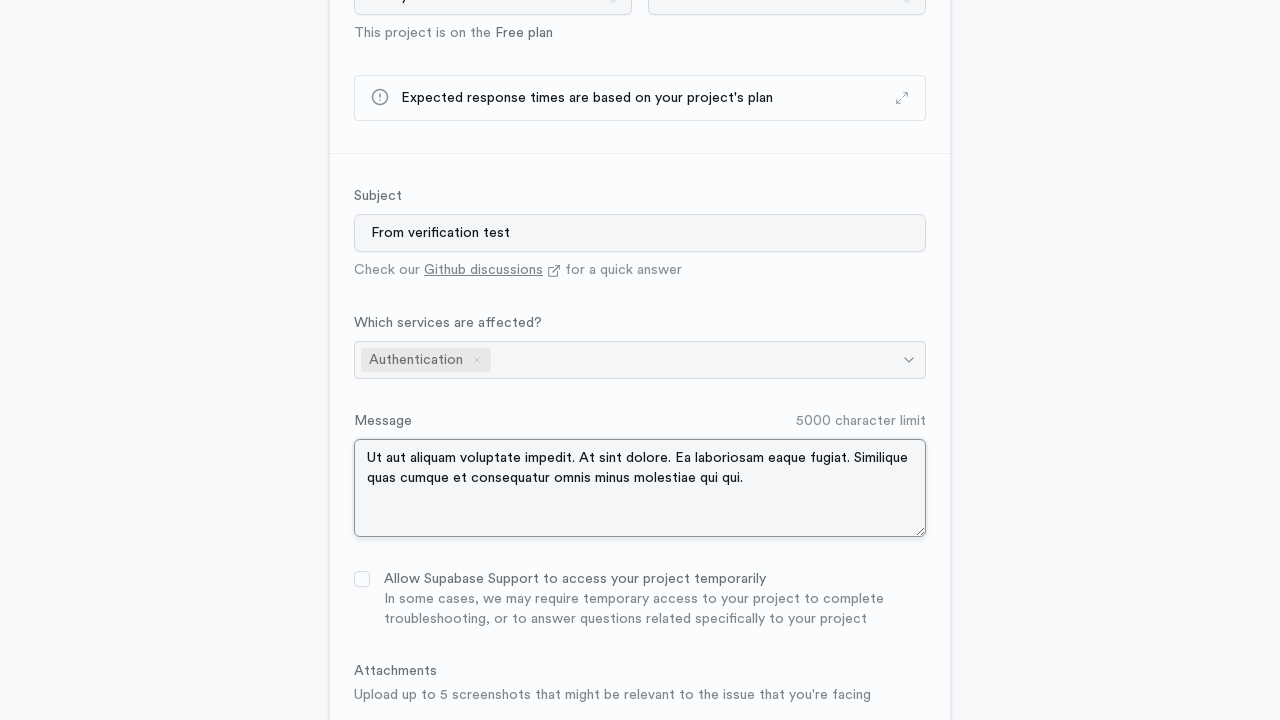 This project is on the Free plan
Expected response times are based on your project's plan
Subject
From verification test
Check our Github discussions for a quick answer
Which services are affected?
Authentication
Message
5000 character limit
Ut aut aliquam voluptate impedit. At sint dolore. Ea laboriosam eaque fugiat. Similique
quas cumque et consequatur omnis minus molestiae qui qui.
Allow Supabase Support to access your project temporarily
In some cases, we may require temporary access to your project to complete
troubleshooting, or to answer questions related specifically to your project
Attachments
Upload up to 5 screenshots that might be relevant to the issue that you're facing